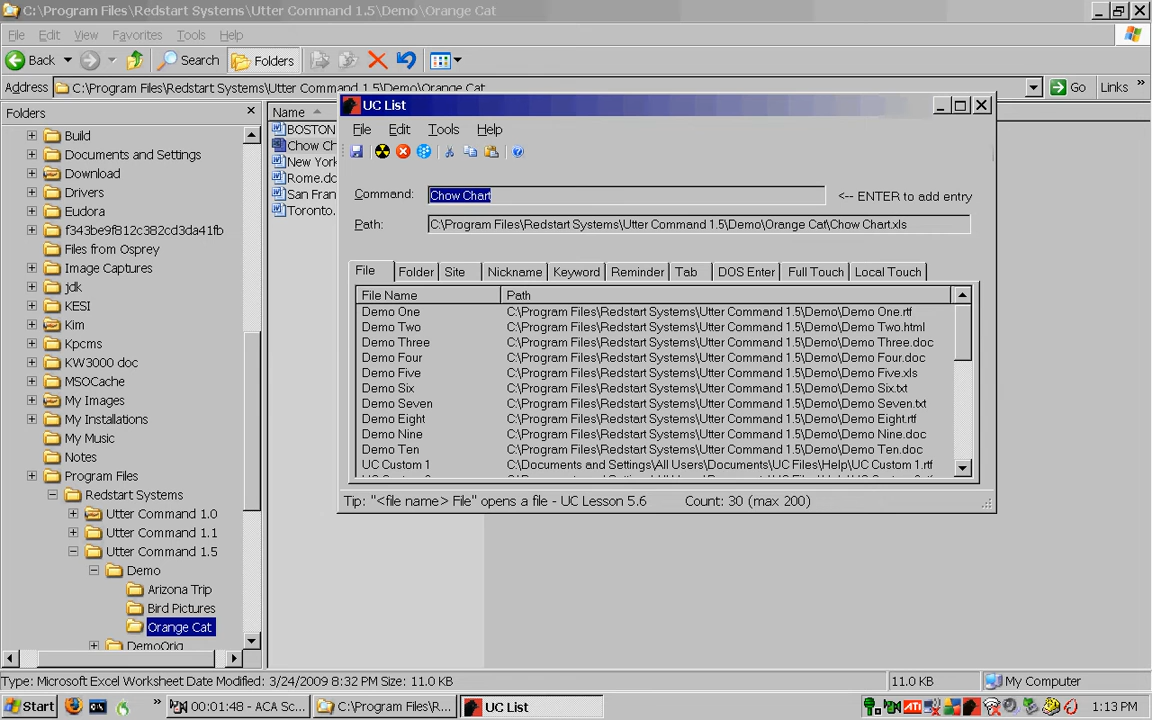 C:\Program Files\Redstart Systems\Utter Command 1.5\Demo\Orange Cat
File Edit View Favorites Tools Help
Back Search Folders
Address C:\Program Files\Redstart Systems\Utter Command 1.5\Demo\Orange Cat Go Links »
Folders
Build
Documents and Settings
Download
Drivers
Eudora
f343be9f812c382cd3da41fb
Files from Osprey
Image Captures
jdk
KESI
Kim
Kpcms
KW3000 doc
MSOCache
My Images
My Installations
My Music
Notes
Program Files
Redstart Systems
Utter Command 1.0
Utter Command 1.1
Utter Command 1.5
Demo
Arizona Trip
Bird Pictures
Orange Cat
DemoOrig
Name
BOSTON
Chow Ch
New York
Rome.do
San Fran
Toronto.
UC List
File Edit Tools Help
Command: Chow Chart <-- ENTER to add entry
Path: C:\Program Files\Redstart Systems\Utter Command 1.5\Demo\Orange Cat\Chow Chart.xls
File Folder Site Nickname Keyword Reminder Tab DOS Enter Full Touch Local Touch
File Name Path
Demo One C:\Program Files\Redstart Systems\Utter Command 1.5\Demo\Demo One.rtf
Demo Two C:\Program Files\Redstart Systems\Utter Command 1.5\Demo\Demo Two.html
Demo Three C:\Program Files\Redstart Systems\Utter Command 1.5\Demo\Demo Three.doc
Demo Four C:\Program Files\Redstart Systems\Utter Command 1.5\Demo\Demo Four.doc
Demo Five C:\Program Files\Redstart Systems\Utter Command 1.5\Demo\Demo Five.xls
Demo Six C:\Program Files\Redstart Systems\Utter Command 1.5\Demo\Demo Six.txt
Demo Seven C:\Program Files\Redstart Systems\Utter Command 1.5\Demo\Demo Seven.txt
Demo Eight C:\Program Files\Redstart Systems\Utter Command 1.5\Demo\Demo Eight.rtf
Demo Nine C:\Program Files\Redstart Systems\Utter Command 1.5\Demo\Demo Nine.doc
Demo Ten C:\Program Files\Redstart Systems\Utter Command 1.5\Demo\Demo Ten.doc
UC Custom 1 C:\Documents and Settings\All Users\Documents\UC Files\Help\UC Custom 1.rtf
Tip: "<file name> File" opens a file - UC Lesson 5.6 Count: 30 (max 200)
Type: Microsoft Excel Worksheet Date Modified: 3/24/2009 8:32 PM Size: 11.0 KB 11.0 KB My Computer
Start » 00:01:48 - ACA Sc... C:\Program Files\R... UC List ATI 1:13 PM